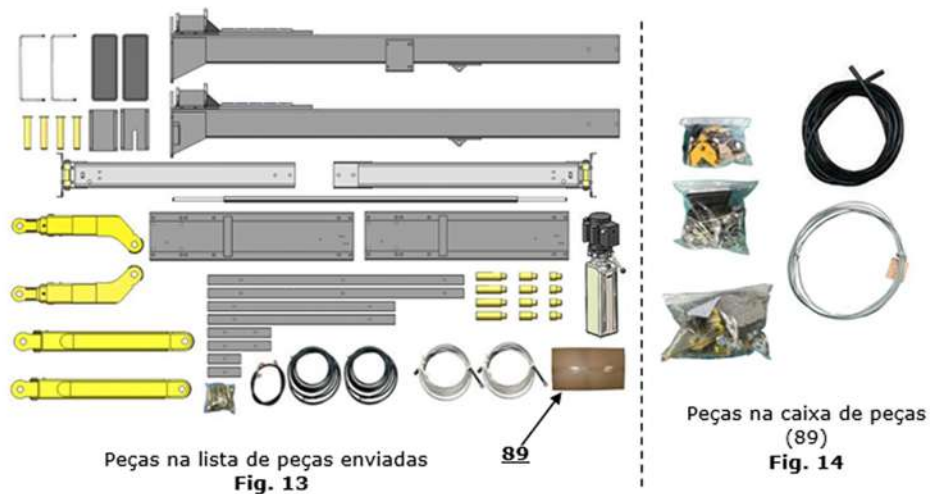 89
Peças na lista de peças enviadas
Fig. 13
Peças na caixa de peças
(89)
Fig. 14